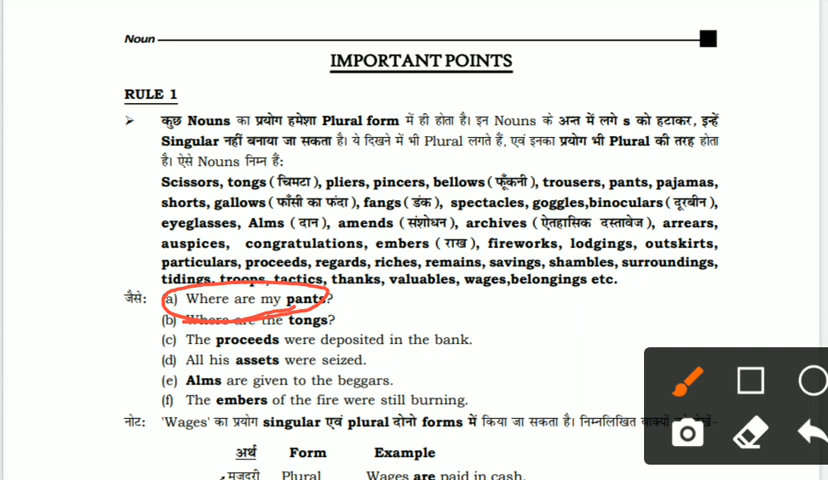 Noun
IMPORTANT POINTS
RULE 1
➢ कुछ Nouns का प्रयोग हमेशा Plural form में ही होता है। इन Nouns के अन्त में लगे s को हटाकर, इन्हें
Singular नहीं बनाया जा सकता है। ये दिखने में भी Plural लगते हैं, एवं इनका प्रयोग भी Plural की तरह होता
है। ऐसे Nouns निम्न हैं:
Scissors, tongs ( चिमटा ), pliers, pincers, bellows ( फूँकनी ), trousers, pants, pajamas,
shorts, gallows ( फाँसी का फंदा ), fangs ( डंक ), spectacles, goggles,binoculars ( दूरबीन ),
eyeglasses, Alms ( दान ), amends ( संशोधन ), archives ( ऐतिहासिक दस्तावेज ), arrears,
auspices, congratulations, embers ( राख ), fireworks, lodgings, outskirts,
particulars, proceeds, regards, riches, remains, savings, shambles, surroundings,
tidings, troops, tactics, thanks, valuables, wages,belongings etc.
जैसे: (a) Where are my pants?
(b) Where are the tongs?
(c) The proceeds were deposited in the bank.
(d) All his assets were seized.
(e) Alms are given to the beggars.
(f) The embers of the fire were still burning.
नोट: 'Wages' का प्रयोग singular एवं plural दोनो forms में किया जा सकता है। निम्नलिखित
अर्थ Form Example
मजदूरी Plural Wages are paid in cash.